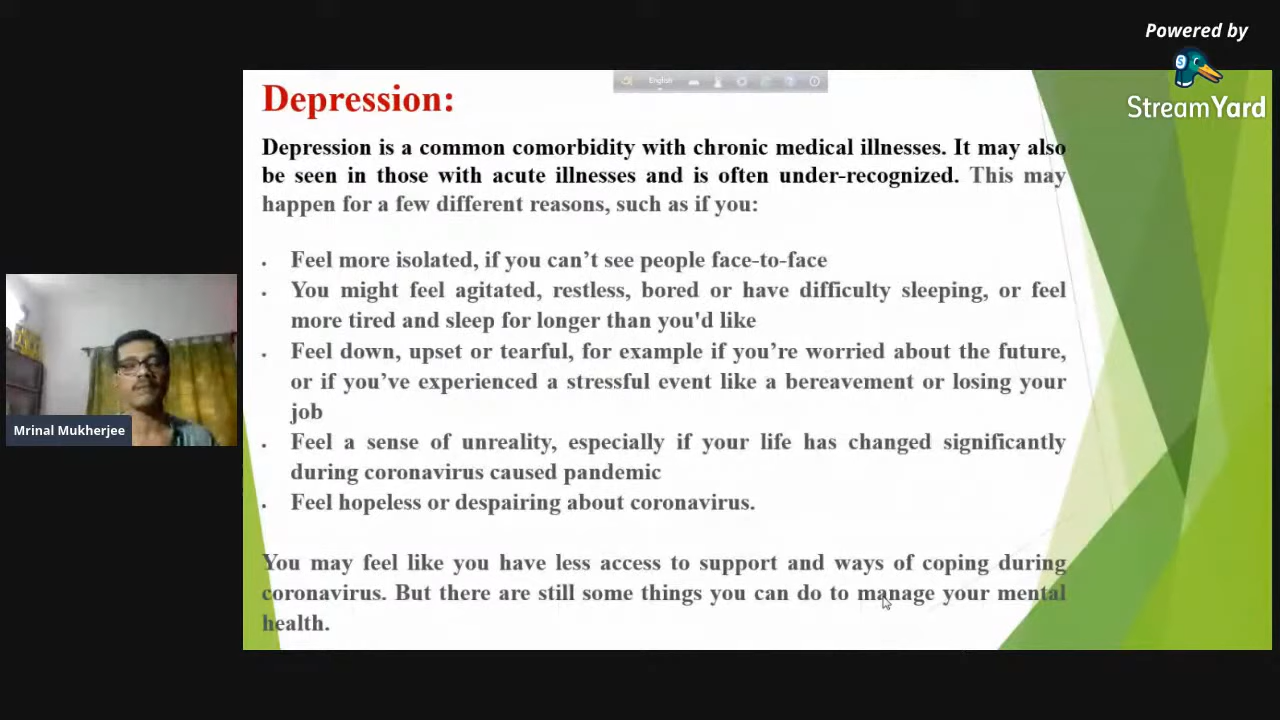 Powered by
StreamYard
English
Depression:
Depression is a common comorbidity with chronic medical illnesses. It may also
be seen in those with acute illnesses and is often under-recognized. This may
happen for a few different reasons, such as if you:
• Feel more isolated, if you can’t see people face-to-face
• You might feel agitated, restless, bored or have difficulty sleeping, or feel
more tired and sleep for longer than you'd like
• Feel down, upset or tearful, for example if you’re worried about the future,
or if you’ve experienced a stressful event like a bereavement or losing your
job
• Feel a sense of unreality, especially if your life has changed significantly
during coronavirus caused pandemic
• Feel hopeless or despairing about coronavirus.
You may feel like you have less access to support and ways of coping during
coronavirus. But there are still some things you can do to manage your mental
health.
Mrinal Mukherjee